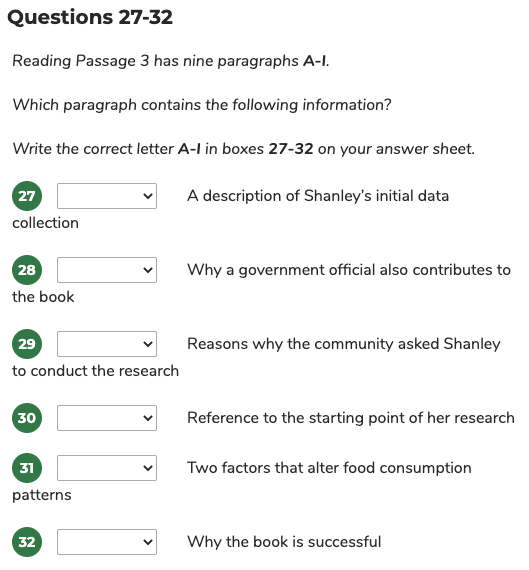 Questions 27-32
Reading Passage 3 has nine paragraphs A-I.
Which paragraph contains the following information?
Write the correct letter A-I in boxes 27-32 on your answer sheet.
27 A description of Shanley's initial data
collection
28 Why a government official also contributes to
the book
29 Reasons why the community asked Shanley
to conduct the research
30 Reference to the starting point of her research
31 Two factors that alter food consumption
patterns
32 Why the book is successful